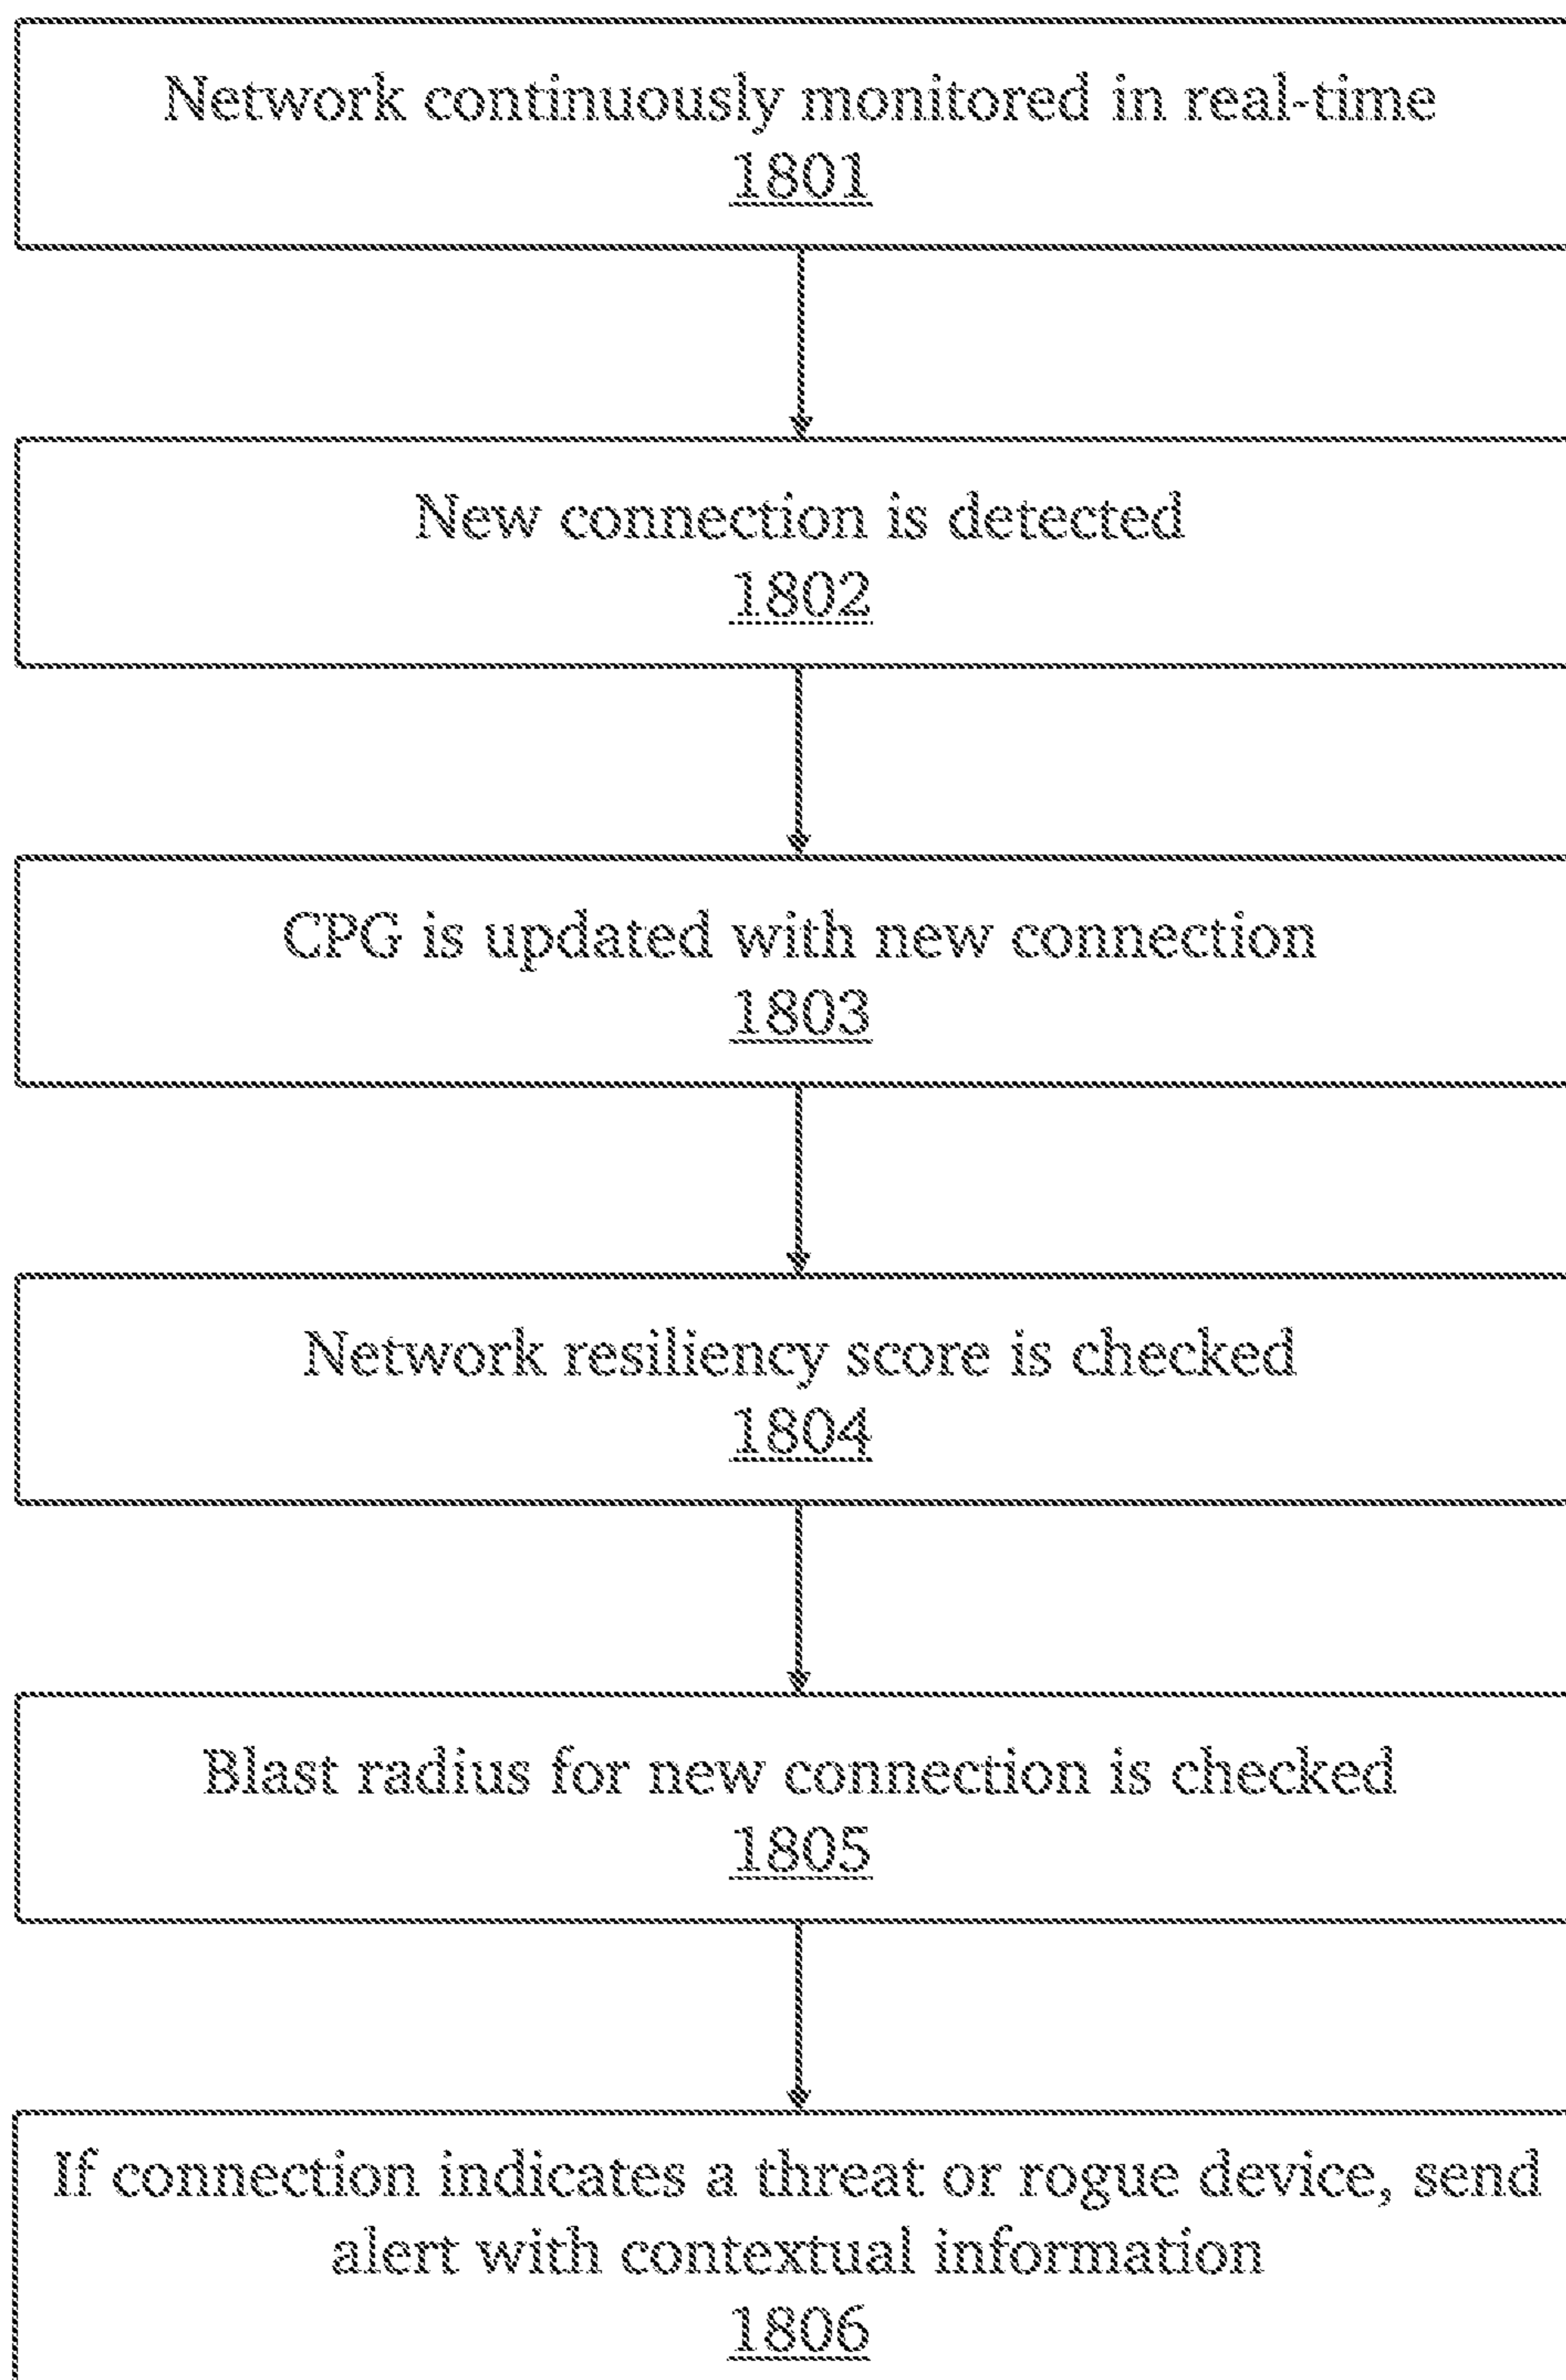 Network continuously monitored in real-time
1801
New connection is detected
1802
CPG is updated with new connection
1803
Network resiliency score is checked
1804
Blast radius for new connection is checked
1805
If connection indicates a threat or rogue device, send
alert with contextual information
1806